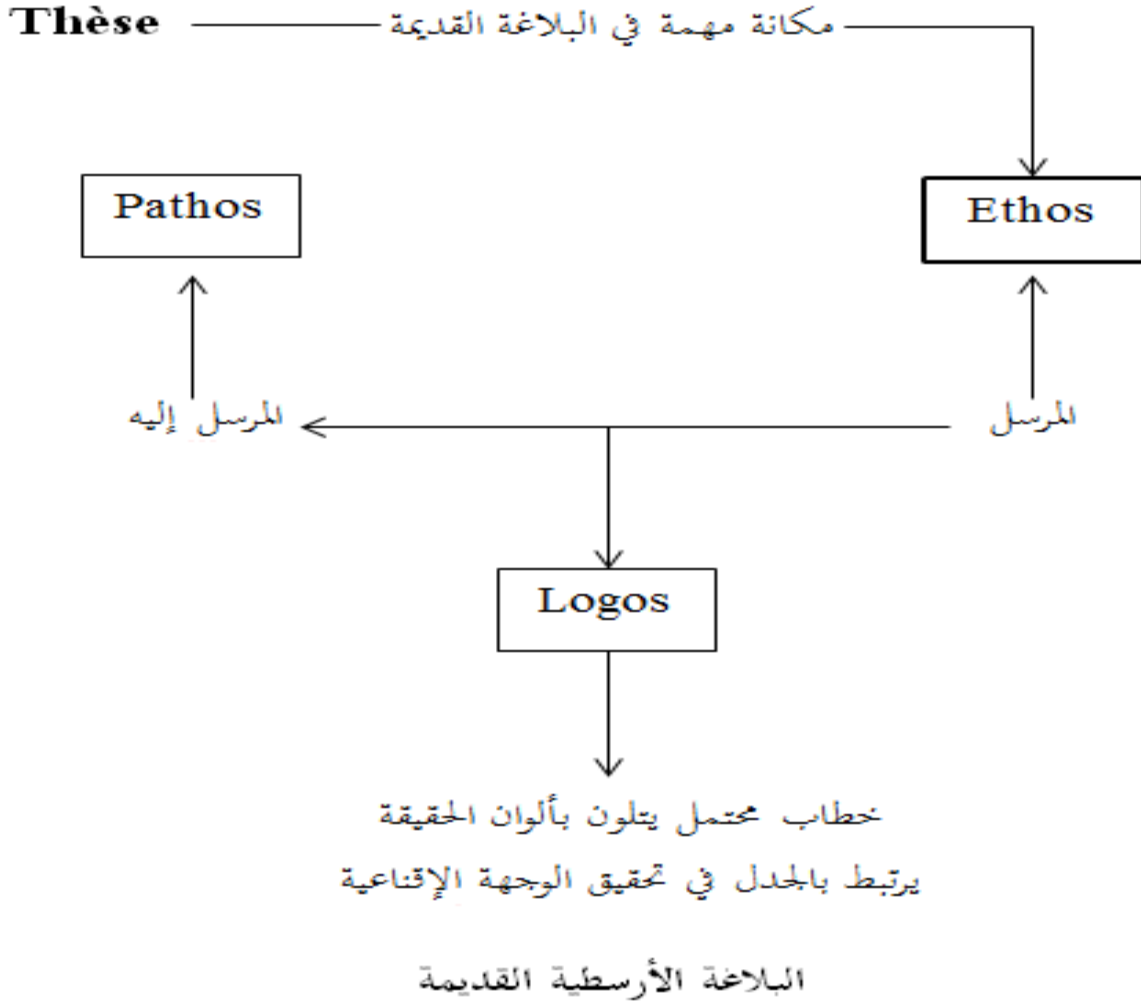 Thèse مكانة مهمة في البلاغة القديمة
Pathos
Ethos
المرسل إليه
المرسل
Logos
خطاب محتمل يتلون بألوان الحقيقة
يرتبط بالجدل في تحقيق الوجهة الإقناعية
البلاغة الأرسطية القديمة